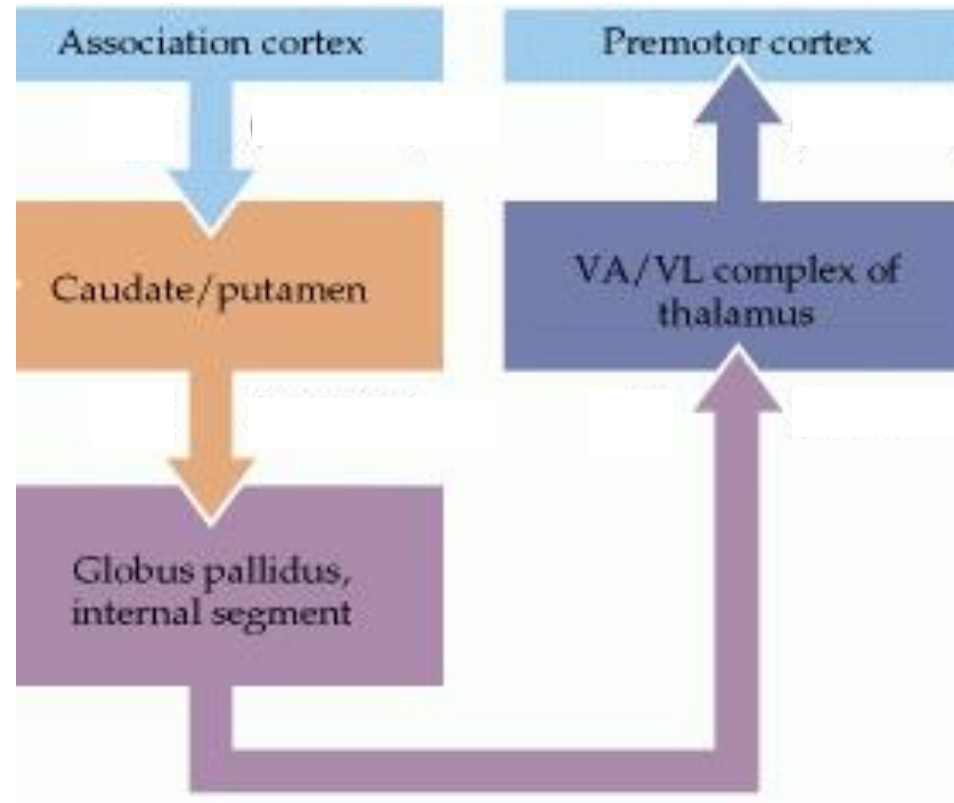 Association cortex
Premotor cortex
Caudate/putamen
VA/VL complex of
thalamus
Globus pallidus,
internal segment